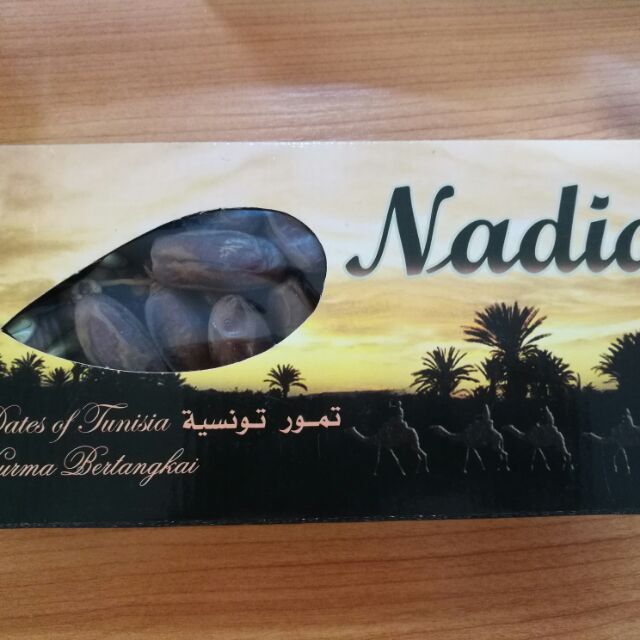 Nadia
Dates of Tunisia تمور تونسية
Kurma Bertangkai